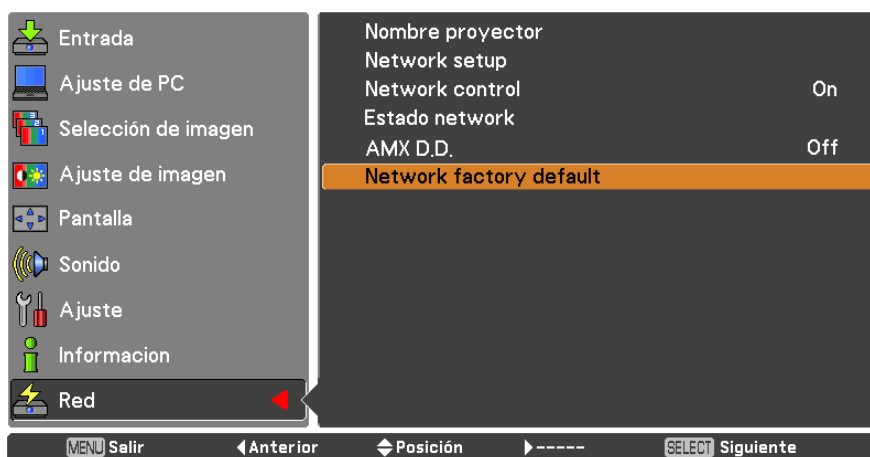 Entrada
Ajuste de PC
Selección de imagen
Ajuste de imagen
Pantalla
Sonido
Ajuste
Informacion
Red
Nombre proyector
Network setup
Network control On
Estado network
AMX D.D. Off
Network factory default
MENU Salir Anterior Posición ----- SELECT Siguiente